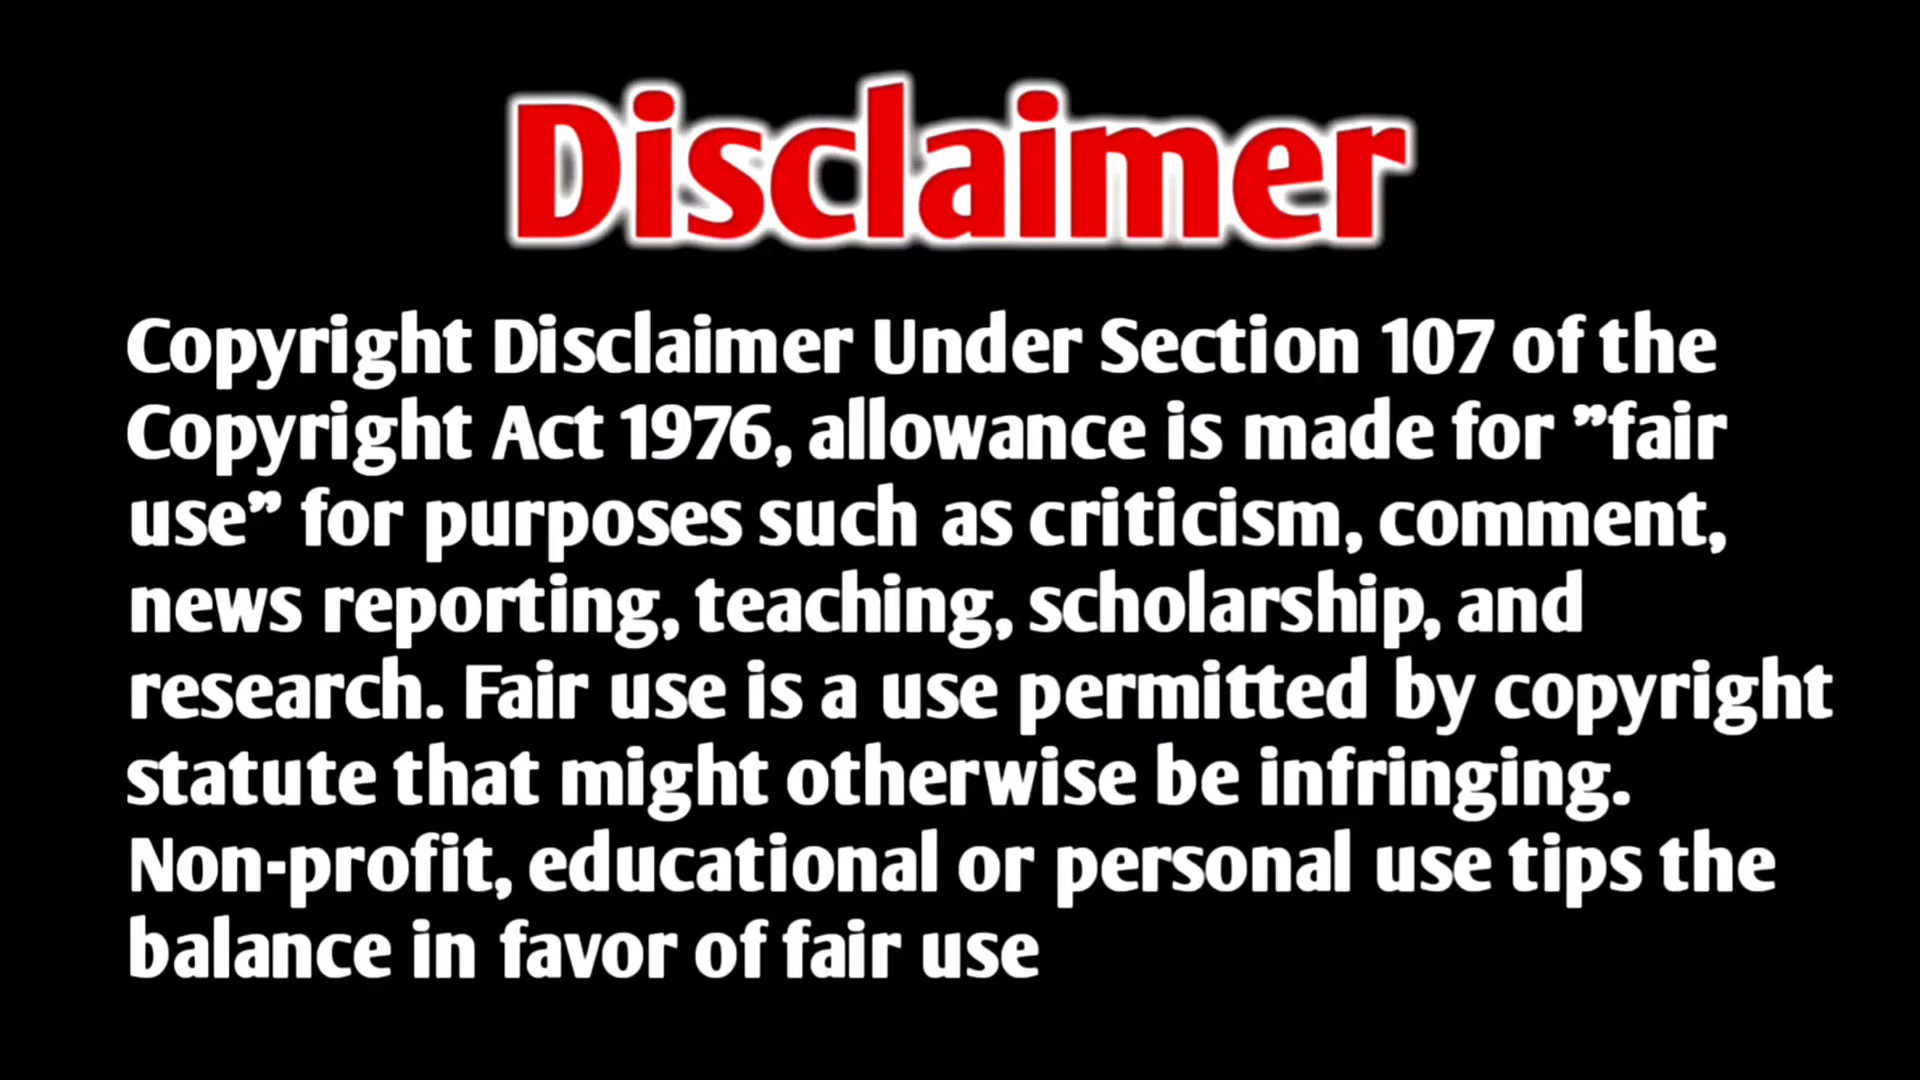 Disclaimer
Copyright Disclaimer Under Section 107 of the
Copyright Act 1976, allowance is made for ”fair
use” for purposes such as criticism, comment,
news reporting, teaching, scholarship, and
research. Fair use is a use permitted by copyright
statute that might otherwise be infringing.
Non-profit, educational or personal use tips the
balance in favor of fair use